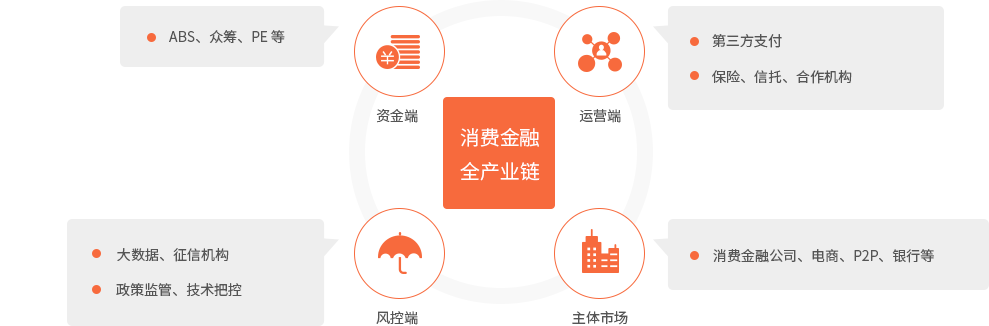 ABS、众筹、PE 等
资金端
第三方支付
保险、信托、合作机构
运营端
消费金融
全产业链
大数据、征信机构
政策监管、技术把控
风控端
消费金融公司、电商、P2P、银行等
主体市场